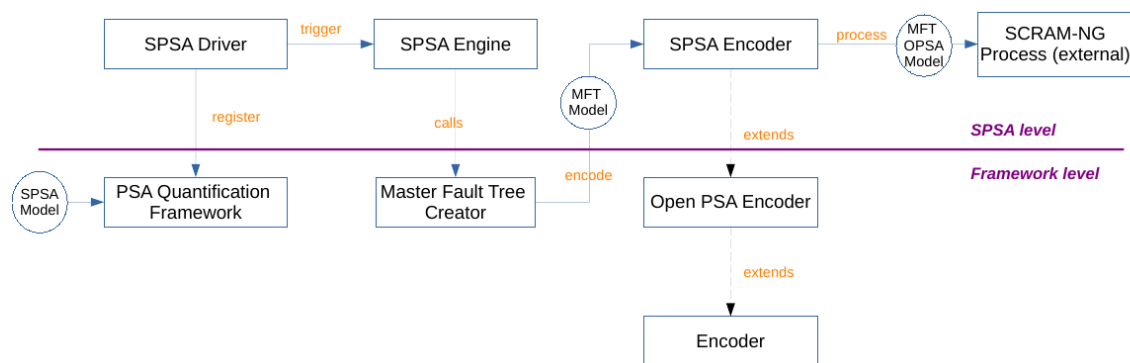 SPSA Driver
trigger
SPSA Engine
SPSA Encoder
process
MFT
OPSA
Model
SCRAM-NG
Process (external)
MFT
Model
register
calls
extends
SPSA level
Framework level
SPSA
Model
PSA Quantification
Framework
Master Fault Tree
Creator
encode
Open PSA Encoder
extends
Encoder